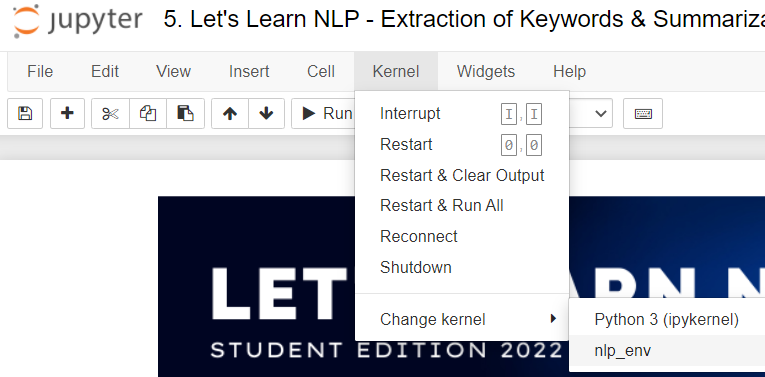 jupyter 5. Let's Learn NLP - Extraction of Keywords & Summariza
File Edit View Insert Cell Kernel Widgets Help
Run
Interrupt I,I
Restart 0,0
Restart & Clear Output
Restart & Run All
Reconnect
Shutdown
LET ARN N
Change kernel Python 3 (ipykernel)
STUDENT EDITION 2022 nlp_env